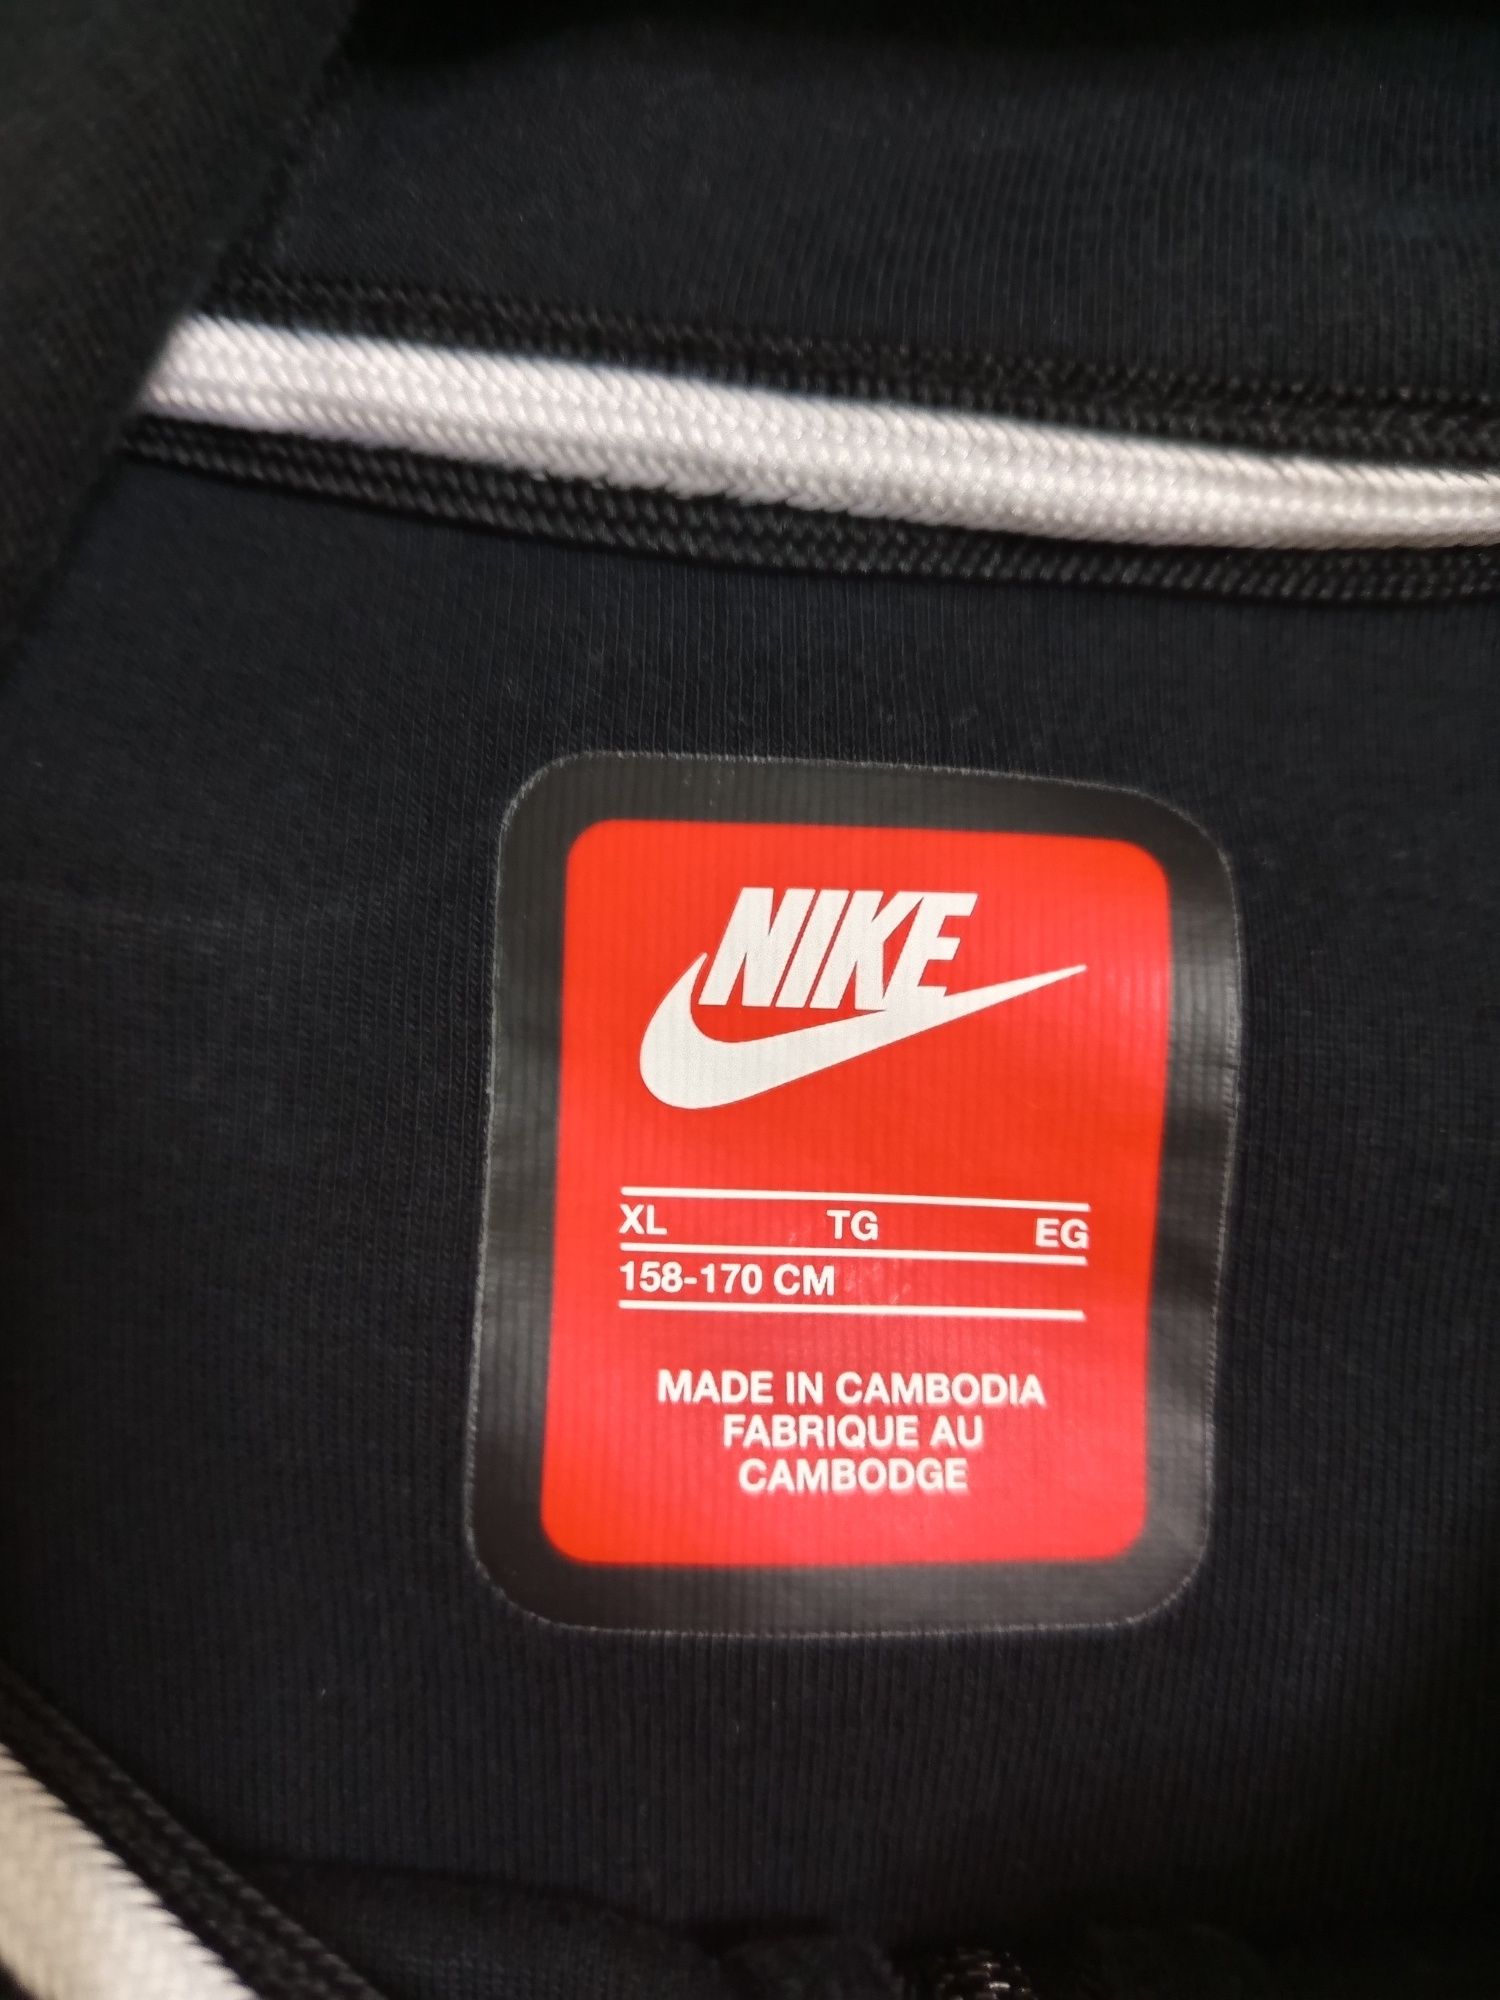 NIKE
XL TG EG
158-170 CM
MADE IN CAMBODIA
FABRIQUE AU
CAMBODGE